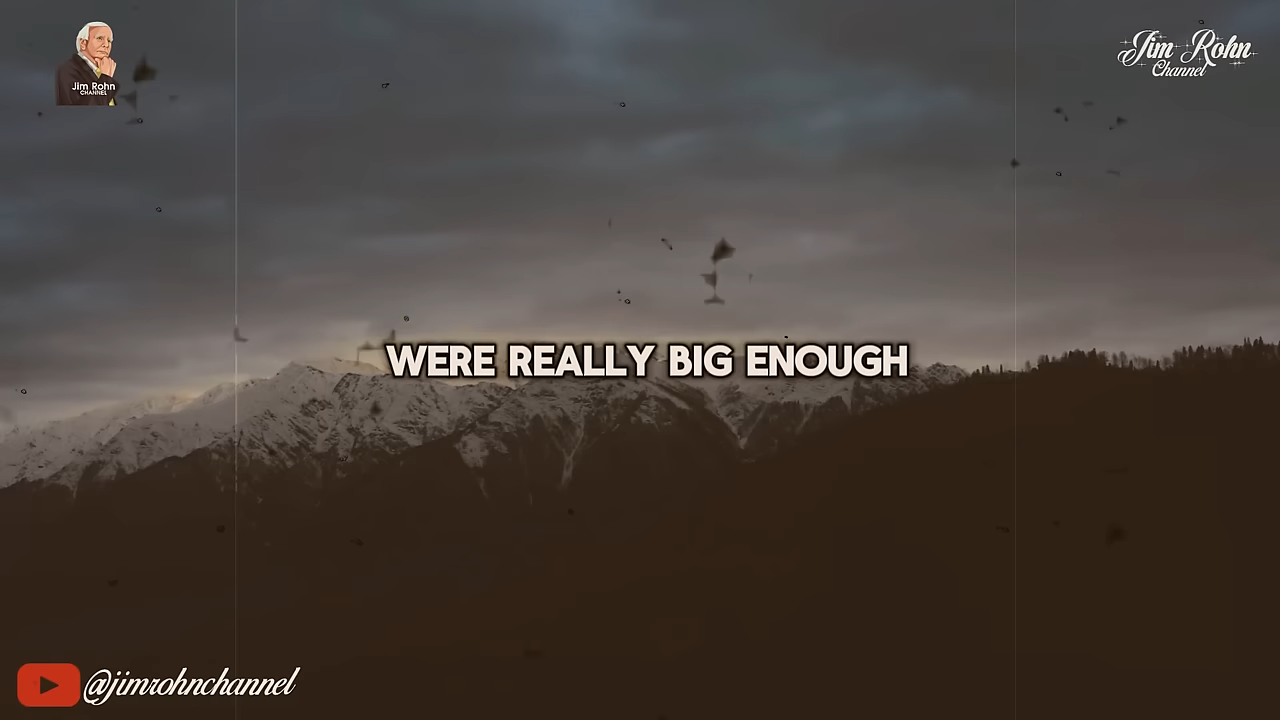 Jim Rohn
CHANNEL
Jim Rohn
Channel
WERE REALLY BIG ENOUGH
@jimrohnchannel